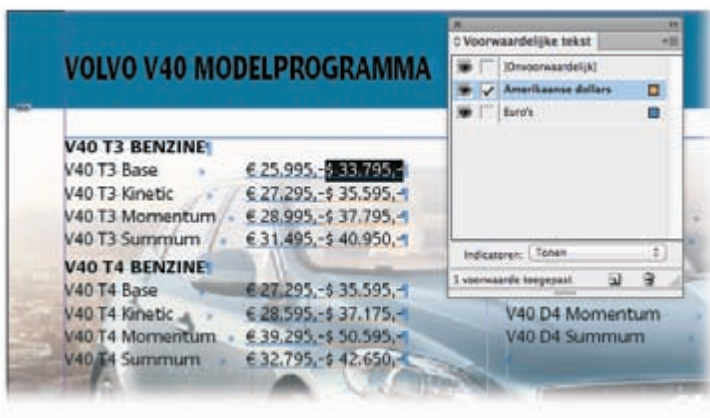 VOLVO V40 MODELPROGRAMMA
V40 T3 BENZINE
V40 T3 Base € 25.995,-$ 33.795,-
V40 T3 Kinetic € 27.295,-$ 35.595,-
V40 T3 Momentum € 28.995,-$ 37.795,-
V40 T3 Summum € 31.495,-$ 40.950,-
V40 T4 BENZINE
V40 T4 Base € 27.295,-$ 35.595,-
V40 T4 Kinetic € 28.595,-$ 37.175,-
V40 T4 Momentum € 39.295,-$ 50.595,-
V40 T4 Summum € 32.795,-$ 42.650,-
V40 D4 Momentum
V40 D4 Summum
Voorwaardelijke tekst
[Onvoorwaardelijk]
Amerikaanse dollars
Euro's
Indicatoren: Tonen
1 voorwaarde toegepast